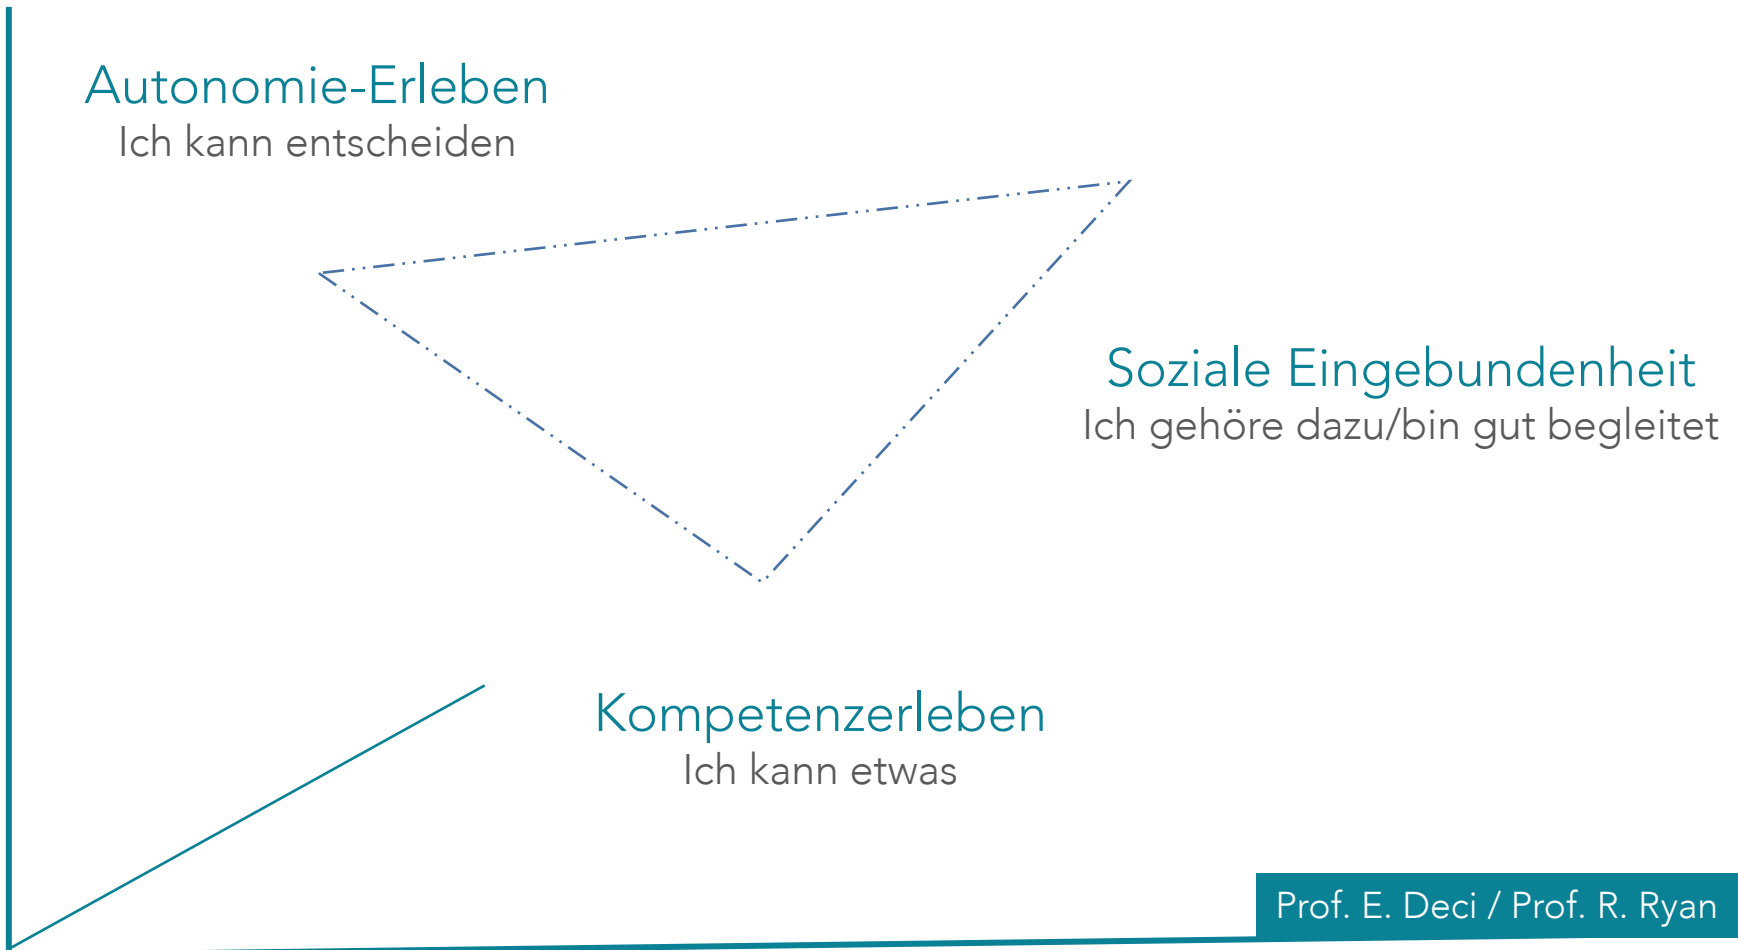 Autonomie-Erleben
Ich kann entscheiden
Soziale Eingebundenheit
Ich gehöre dazu/bin gut begleitet
Kompetenzerleben
Ich kann etwas
Prof. E. Deci / Prof. R. Ryan